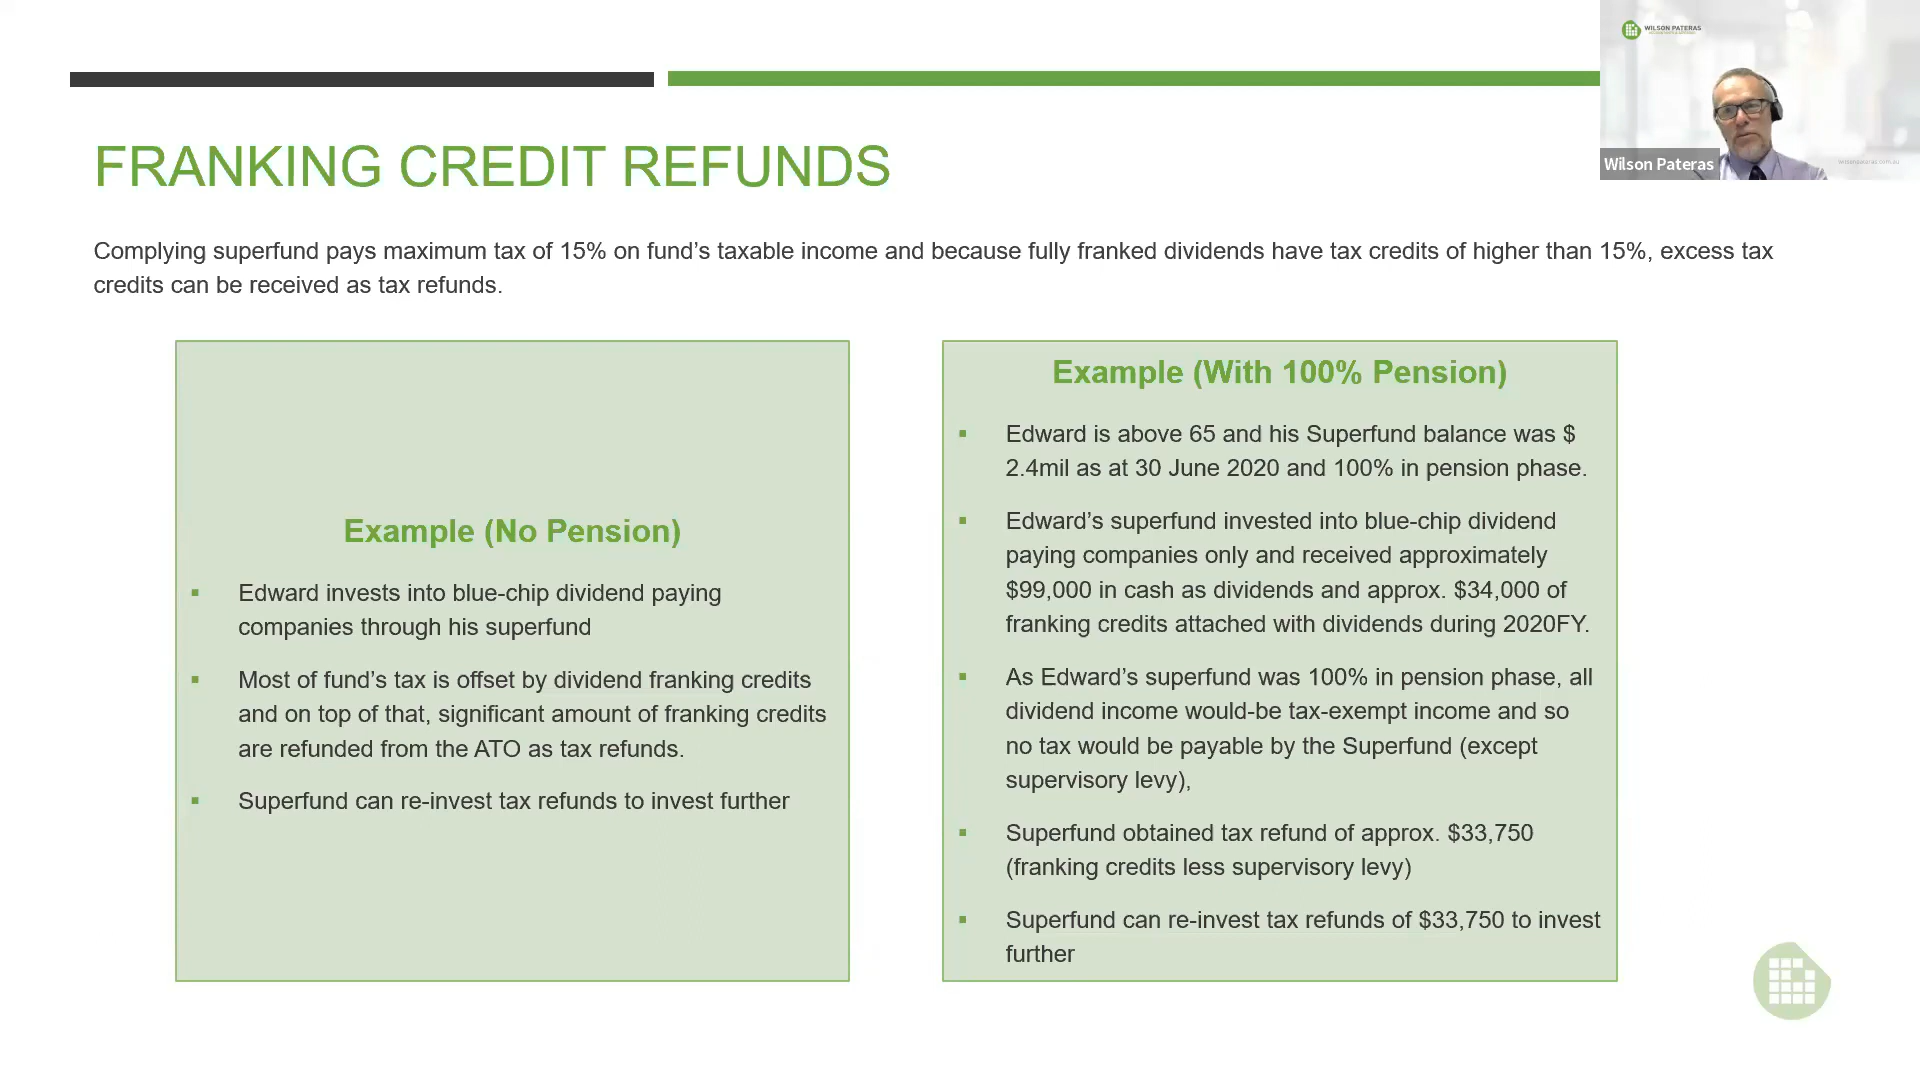 WILSON PATERAS
Wilson Pateras
FRANKING CREDIT REFUNDS
Complying superfund pays maximum tax of 15% on fund’s taxable income and because fully franked dividends have tax credits of higher than 15%, excess tax
credits can be received as tax refunds.
Example (No Pension)
▪ Edward invests into blue-chip dividend paying
companies through his superfund
▪ Most of fund’s tax is offset by dividend franking credits
and on top of that, significant amount of franking credits
are refunded from the ATO as tax refunds.
▪ Superfund can re-invest tax refunds to invest further
Example (With 100% Pension)
▪ Edward is above 65 and his Superfund balance was $
2.4mil as at 30 June 2020 and 100% in pension phase.
▪ Edward’s superfund invested into blue-chip dividend
paying companies only and received approximately
$99,000 in cash as dividends and approx. $34,000 of
franking credits attached with dividends during 2020FY.
▪ As Edward’s superfund was 100% in pension phase, all
dividend income would-be tax-exempt income and so
no tax would be payable by the Superfund (except
supervisory levy),
▪ Superfund obtained tax refund of approx. $33,750
(franking credits less supervisory levy)
▪ Superfund can re-invest tax refunds of $33,750 to invest
further